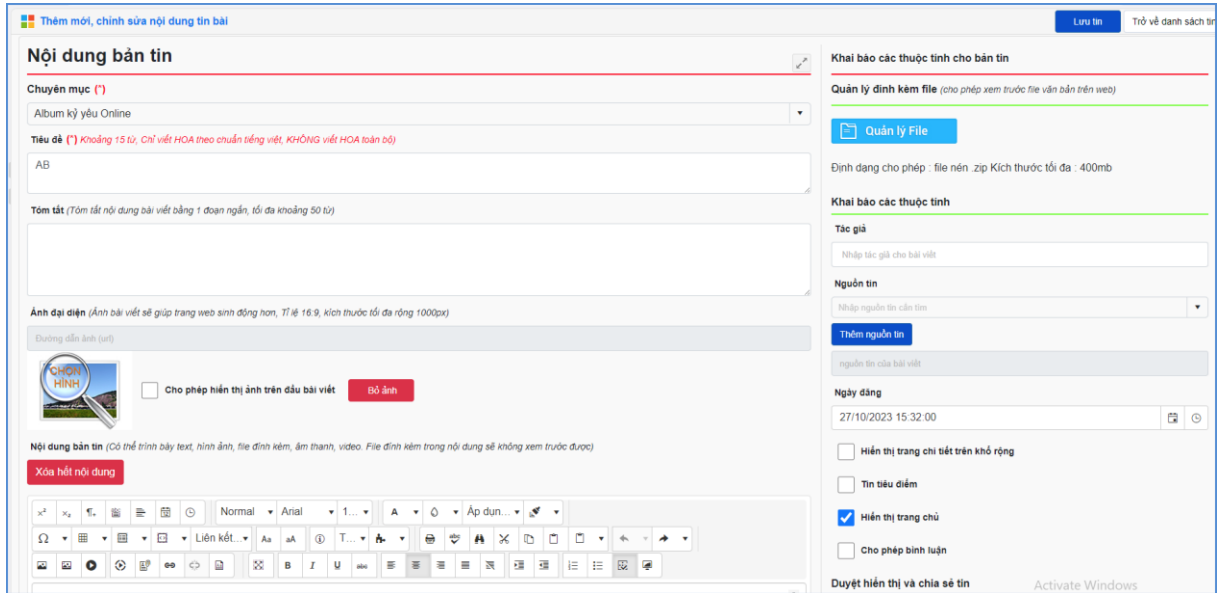 Thêm mới, chỉnh sửa nội dung tin bài
Lưu tin
Trở về danh sách tin
Nội dung bản tin
Chuyên mục (*)
Album kỷ yếu Online
Tiêu đề (*) Khoảng 15 từ, Chỉ viết HOA theo chuẩn tiếng việt, KHÔNG viết HOA toàn bộ)
AB
Tóm tắt (Tóm tắt nội dung bài viết bằng 1 đoạn ngắn, tối đa khoảng 50 từ)
Ảnh đại diện (Ảnh bài viết sẽ giúp trang web sinh động hơn, Tỉ lệ 16:9, kích thước tối đa rộng 1000px)
Đường dẫn ảnh (url)
CHỌN
HÌNH
Cho phép hiển thị ảnh trên đầu bài viết
Bỏ ảnh
Nội dung bản tin (Có thể trình bày text, hình ảnh, file đính kèm, âm thanh, video. File đính kèm trong nội dung sẽ không xem trước được)
Xóa hết nội dung
Normal Arial 1... A Áp dụn...
Liên kết... Aa aA T... A
B I U abc
Khai báo các thuộc tính cho bản tin
Quản lý đính kèm file (cho phép xem trước file văn bản trên web)
Quản lý File
Định dạng cho phép : file nén .zip Kích thước tối đa : 400mb
Khai báo các thuộc tính
Tác giả
Nhập tác giả cho bài viết
Nguồn tin
Nhập nguồn tin cần tìm
Thêm nguồn tin
nguồn tin của bài viết
Ngày đăng
27/10/2023 15:32:00
Hiển thị trang chi tiết trên khổ rộng
Tin tiêu điểm
Hiển thị trang chủ
Cho phép bình luận
Duyệt hiển thị và chia sẻ tin
Activate Windows